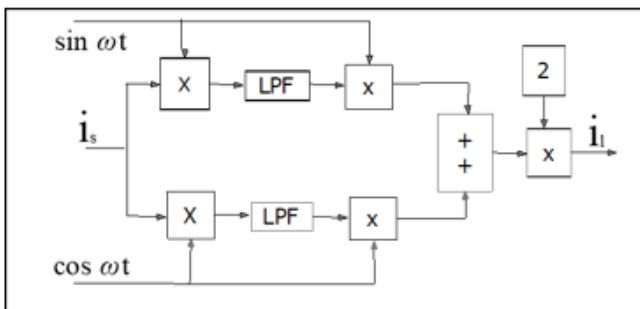 sin ωt
X LPF x
2
i_s
+
+
x i_1
X LPF x
cos ωt